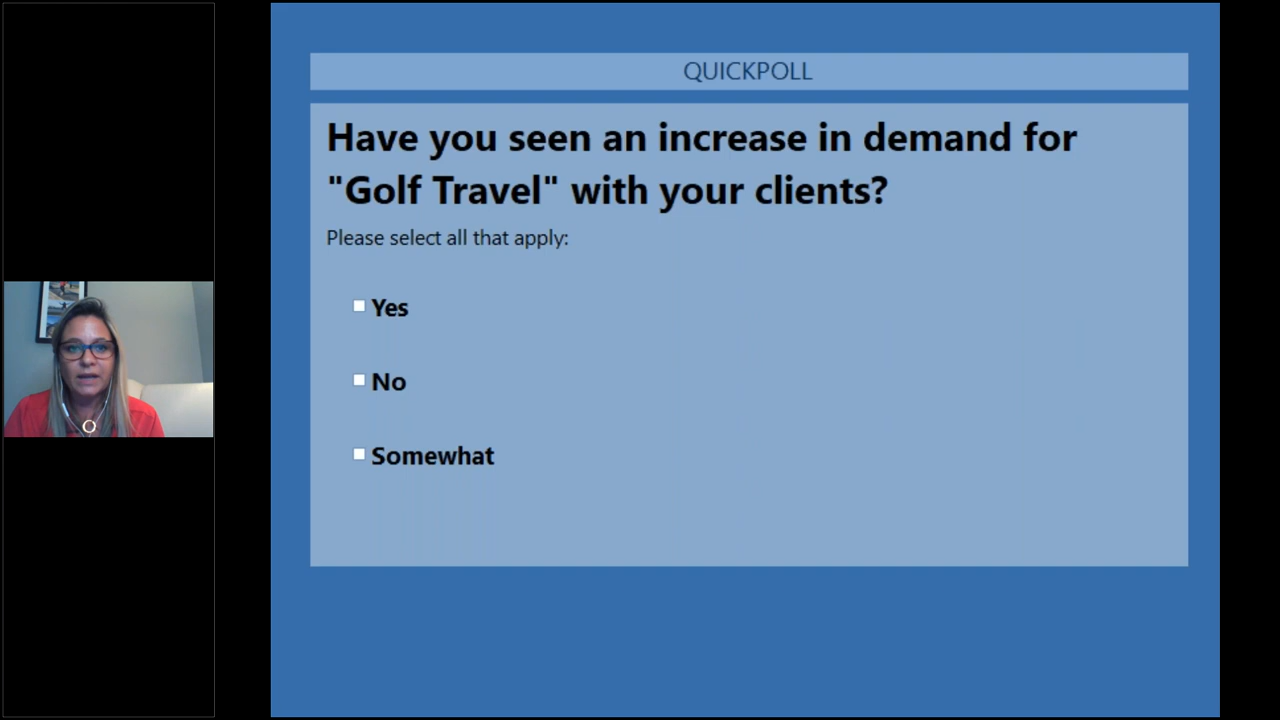 QUICKPOLL
Have you seen an increase in demand for
"Golf Travel" with your clients?
Please select all that apply:
Yes
No
Somewhat